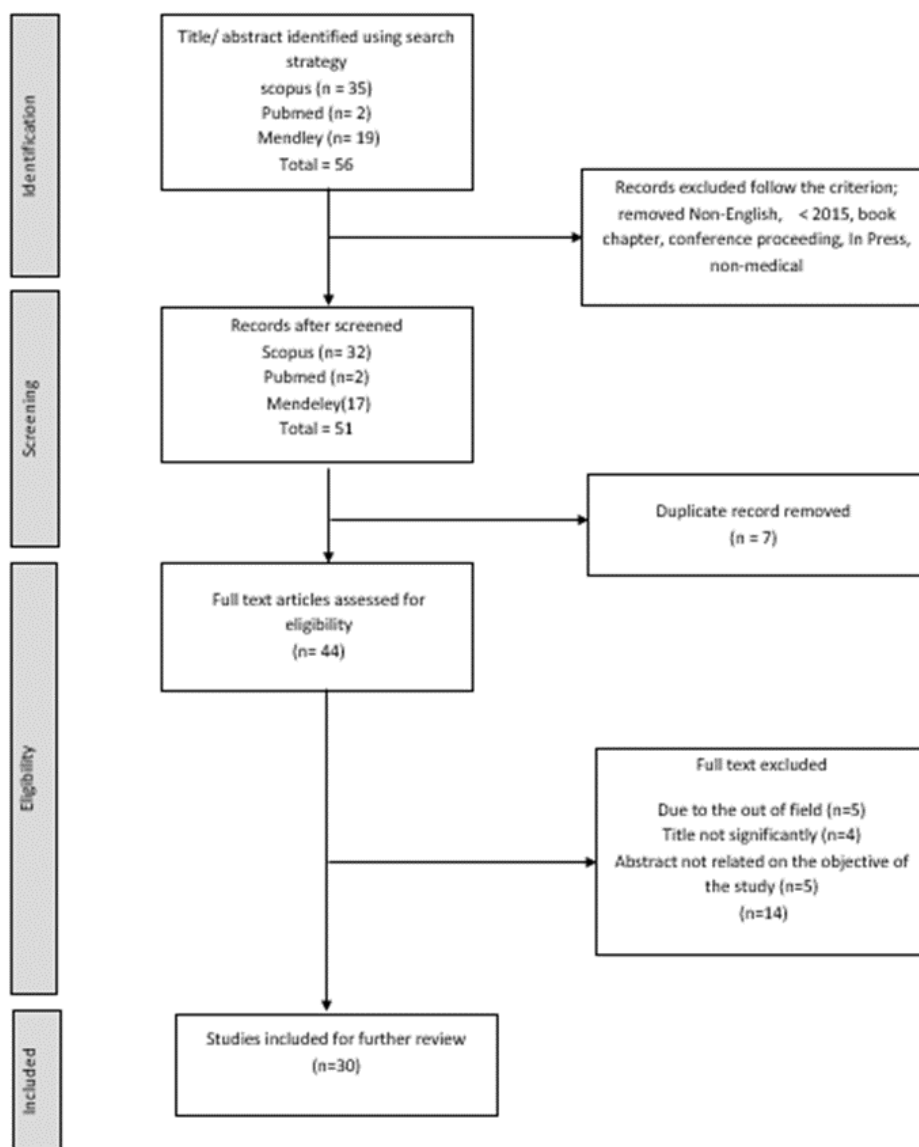 Identification
Title/ abstract identified using search
strategy
scopus (n = 35)
Pubmed (n= 2)
Mendley (n= 19)
Total = 56
Records excluded follow the criterion;
removed Non-English, < 2015, book
chapter, conference proceeding, In Press,
non-medical
Screening
Records after screened
Scopus (n= 32)
Pubmed (n=2)
Mendeley(17)
Total = 51
Duplicate record removed
(n = 7)
Eligibility
Full text articles assessed for
eligibility
(n= 44)
Full text excluded
Due to the out of field (n=5)
Title not significantly (n=4)
Abstract not related on the objective of
the study (n=5)
(n=14)
Included
Studies included for further review
(n=30)